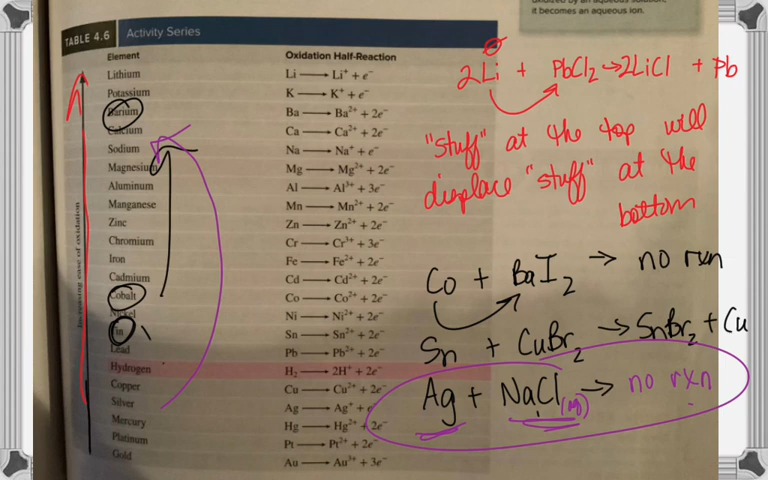 oxidized by an aqueous solution,
it becomes an aqueous ion.
TABLE 4.6 Activity Series
Element Oxidation Half-Reaction
Lithium Li ⟶ Li⁺ + e⁻
Potassium K ⟶ K⁺ + e⁻
Barium Ba ⟶ Ba²⁺ + 2e⁻
Calcium Ca ⟶ Ca²⁺ + 2e⁻
Sodium Na ⟶ Na⁺ + e⁻
Magnesium Mg ⟶ Mg²⁺ + 2e⁻
Aluminum Al ⟶ Al³⁺ + 3e⁻
Manganese Mn ⟶ Mn²⁺ + 2e⁻
Zinc Zn ⟶ Zn²⁺ + 2e⁻
Chromium Cr ⟶ Cr³⁺ + 3e⁻
Iron Fe ⟶ Fe²⁺ + 2e⁻
Cadmium Cd ⟶ Cd²⁺ + 2e⁻
Cobalt Co ⟶ Co²⁺ + 2e⁻
Nickel Ni ⟶ Ni²⁺ + 2e⁻
Tin Sn ⟶ Sn²⁺ + 2e⁻
Lead Pb ⟶ Pb²⁺ + 2e⁻
Hydrogen H₂ ⟶ 2H⁺ + 2e⁻
Copper Cu ⟶ Cu²⁺ + 2e⁻
Silver Ag ⟶ Ag⁺ + e
Mercury Hg ⟶ Hg²⁺ + 2e⁻
Platinum Pt ⟶ Pt²⁺ + 2e⁻
Gold Au ⟶ Au³⁺ + 3e⁻
Increasing ease of oxidation
2Li + PbCl₂ → 2LiCl + Pb
"stuff" at the top will
displace "stuff" at the
bottom
Co + BaI₂ → no rxn
Sn + CuBr₂ → SnBr₂ + Cu
Ag + NaCl → no rxn